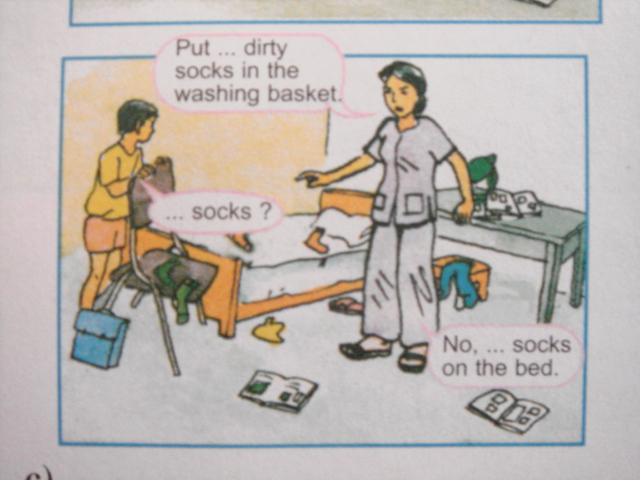 Put ... dirty
socks in the
washing basket.
... socks ?
No, ... socks
on the bed.
c)